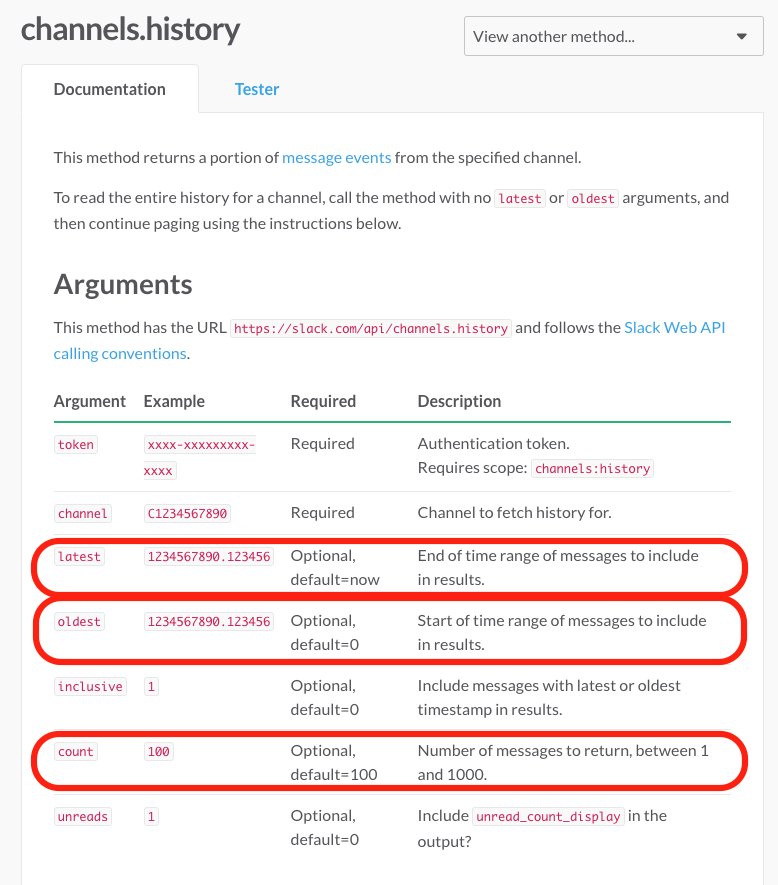 channels.history
View another method...
Documentation
Tester
This method returns a portion of message events from the specified channel.
To read the entire history for a channel, call the method with no latest or oldest arguments, and
then continue paging using the instructions below.
Arguments
This method has the URL https://slack.com/api/channels.history and follows the Slack Web API
calling conventions.
Argument Example Required Description
token xxxx-xxxxxxxxx- Required Authentication token.
xxxx Requires scope: channels:history
channel C1234567890 Required Channel to fetch history for.
latest 1234567890.123456 Optional, End of time range of messages to include
default=now in results.
oldest 1234567890.123456 Optional, Start of time range of messages to include
default=0 in results.
inclusive 1 Optional, Include messages with latest or oldest
default=0 timestamp in results.
count 100 Optional, Number of messages to return, between 1
default=100 and 1000.
unreads 1 Optional, Include unread_count_display in the
default=0 output?